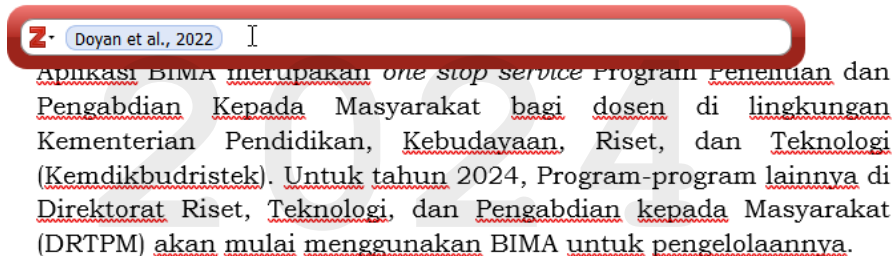 Z Doyan et al., 2022
Aplikasi BIMA merupakan one stop service Program Penelitian dan
Pengabdian Kepada Masyarakat bagi dosen di lingkungan
Kementerian Pendidikan, Kebudayaan, Riset, dan Teknologi
(Kemdikbudristek). Untuk tahun 2024, Program-program lainnya di
Direktorat Riset, Teknologi, dan Pengabdian kepada Masyarakat
(DRTPM) akan mulai menggunakan BIMA untuk pengelolaannya.
2024